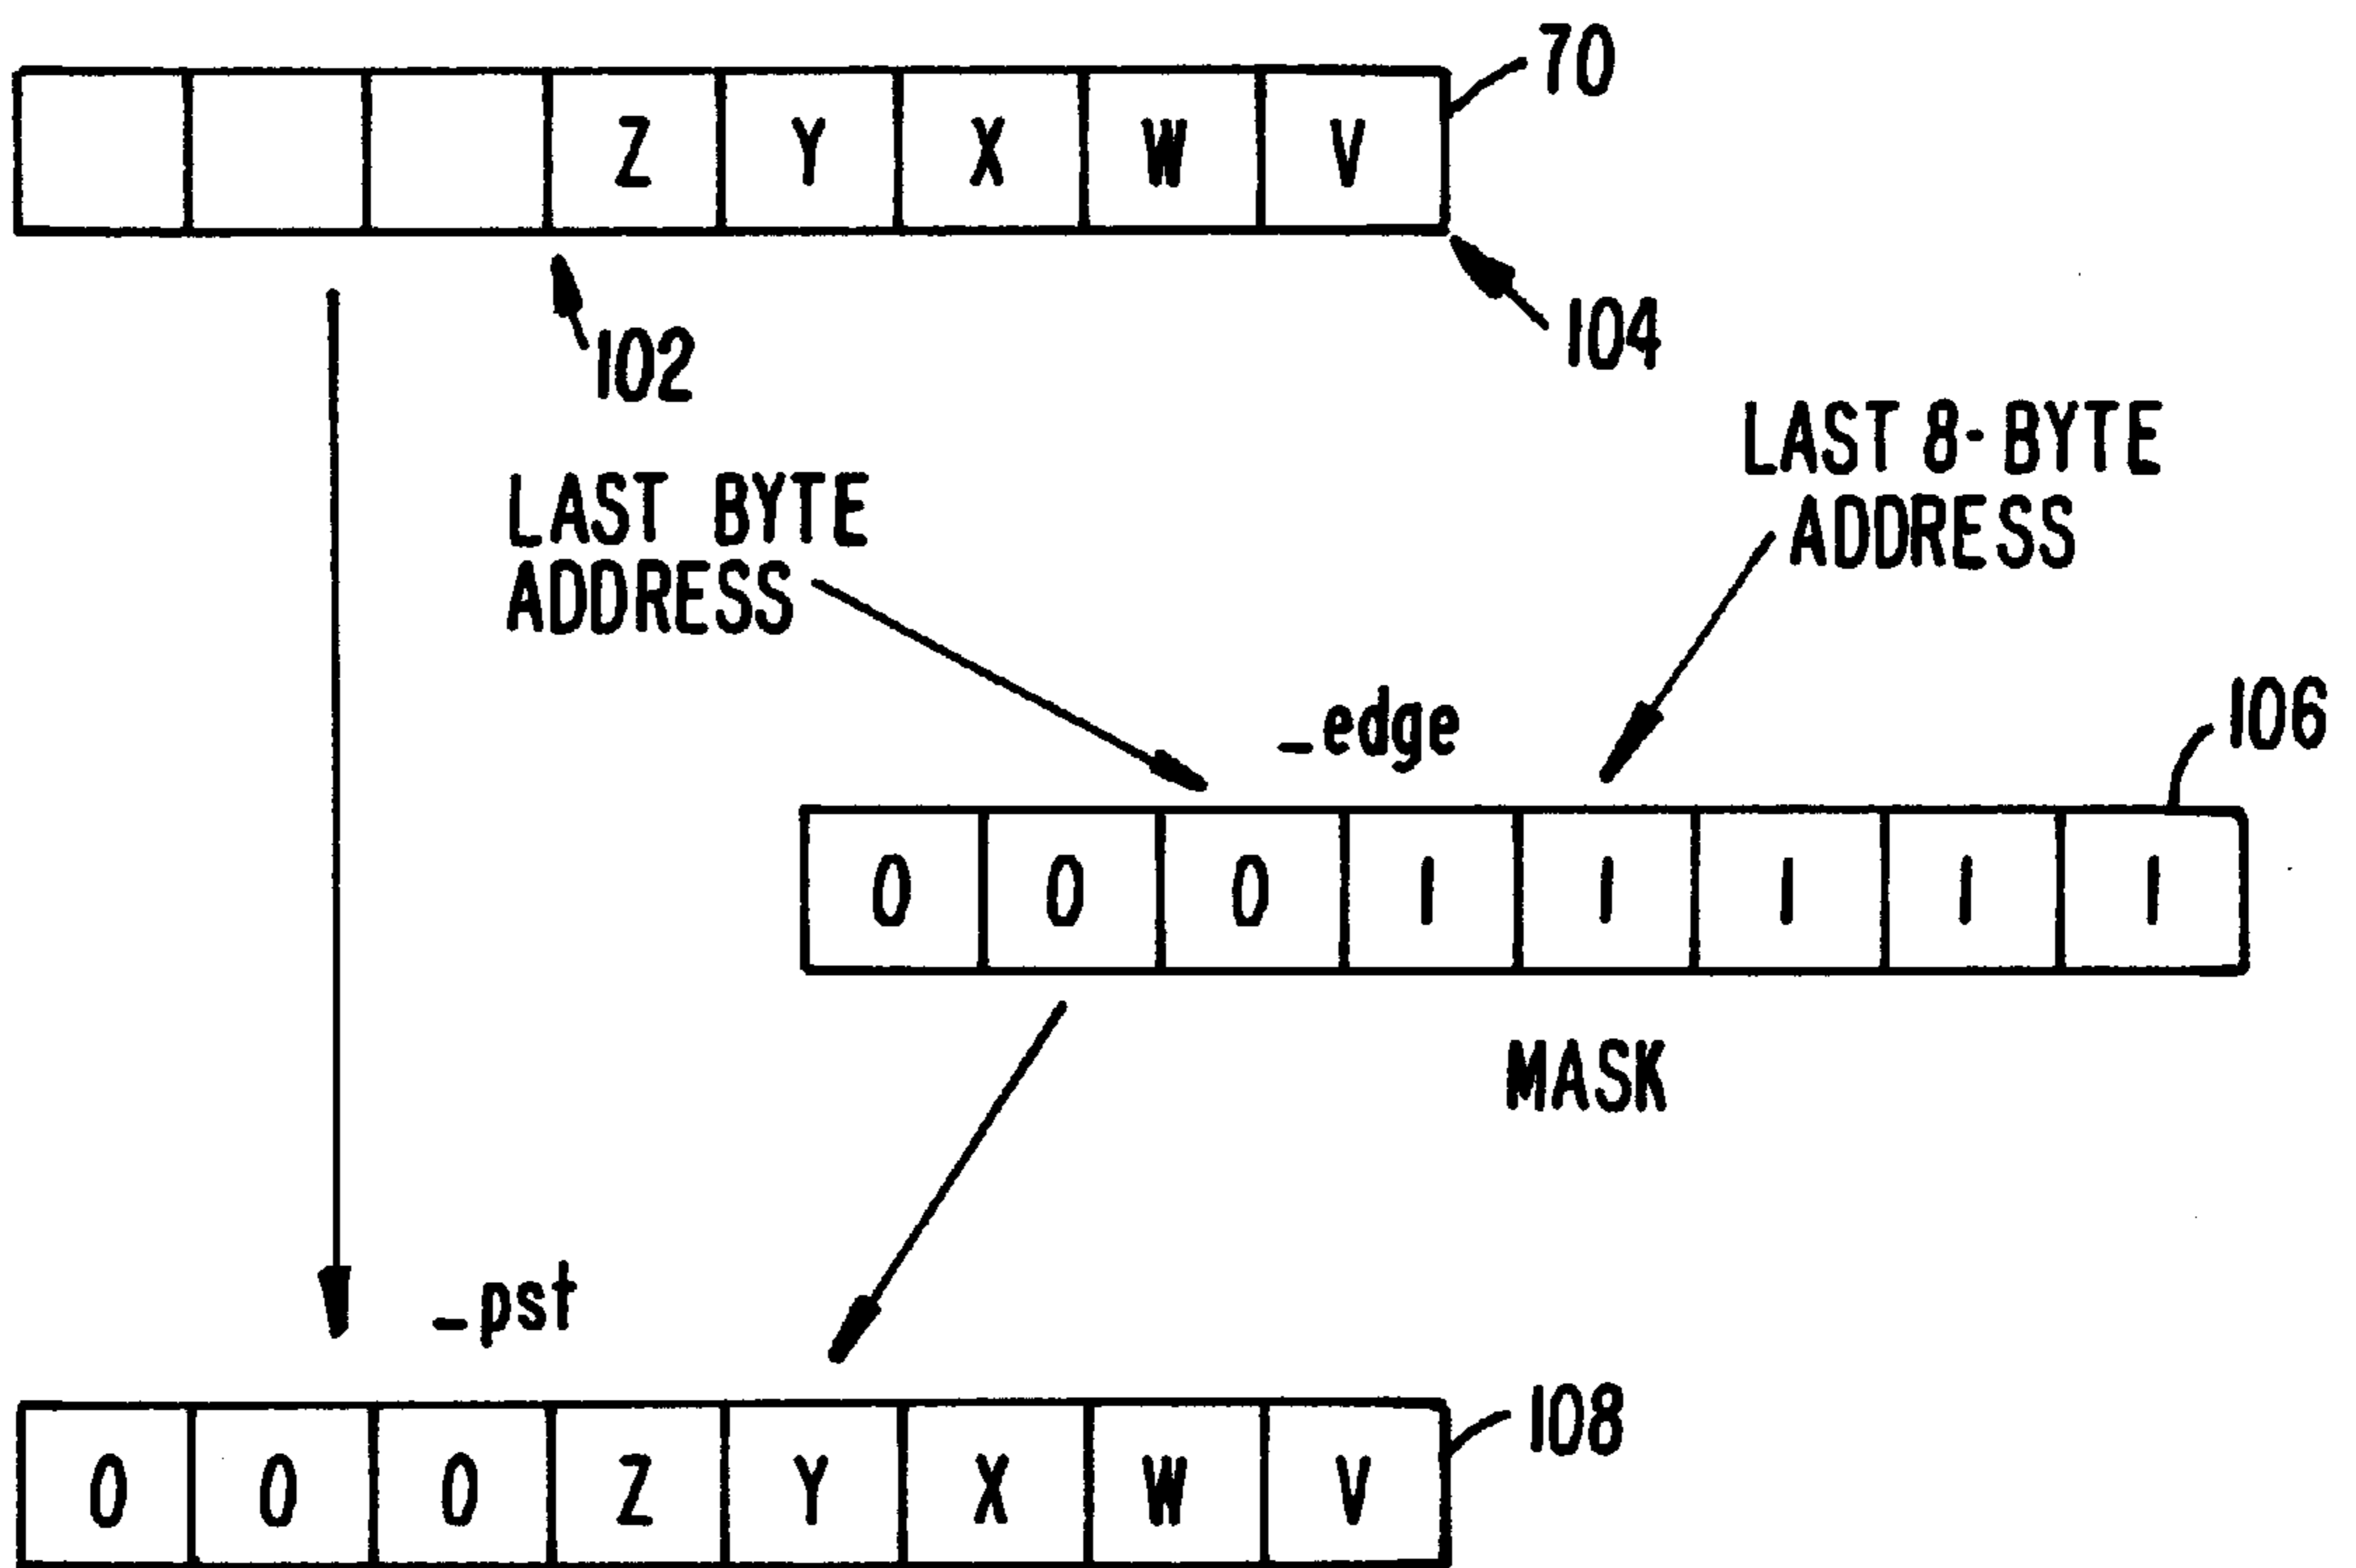 70
Z Y X W V
102
104
LAST 8-BYTE
ADDRESS
LAST BYTE
ADDRESS
_edge
106
0 0 0 1 1 1 1 1
MASK
_pst
108
0 0 0 Z Y X W V